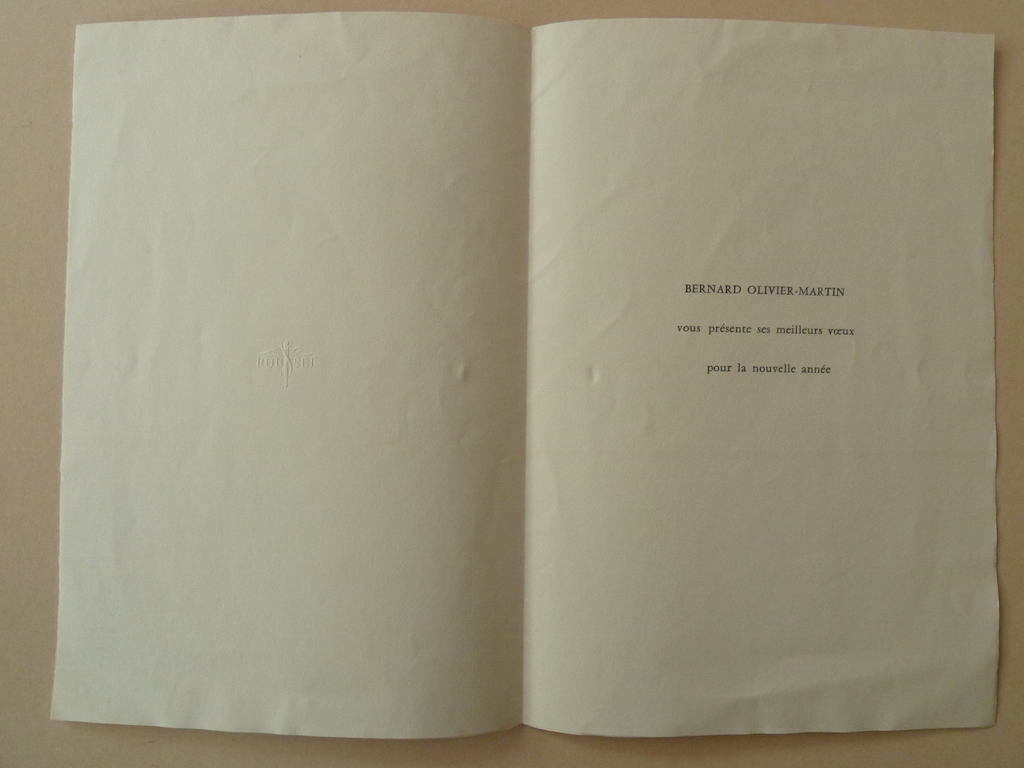 BERNARD OLIVIER-MARTIN
vous présente ses meilleurs vœux
pour la nouvelle année